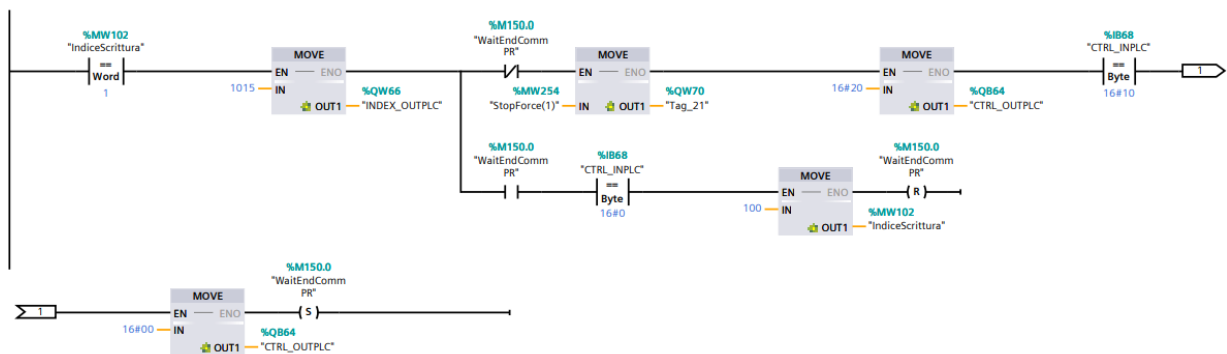 %MW102
"IndiceScrittura"
==
Word
1
MOVE
EN ENO
1015 IN
%QW66
OUT1 "INDEX_OUTPLC"
%M150.0
"WaitEndComm
PR"
MOVE
EN ENO
%MW254
"StopForce(1)" IN
%QW70
OUT1 "Tag_21"
MOVE
EN ENO
16#20 IN
%QB64
OUT1 "CTRL_OUTPLC"
%IB68
"CTRL_INPLC"
==
Byte
16#10
1
%M150.0
"WaitEndComm
PR"
%IB68
"CTRL_INPLC"
==
Byte
16#0
MOVE
EN ENO
100 IN
%MW102
OUT1 "IndiceScrittura"
%M150.0
"WaitEndComm
PR"
R
1
MOVE
EN ENO
16#00 IN
%QB64
OUT1 "CTRL_OUTPLC"
%M150.0
"WaitEndComm
PR"
S